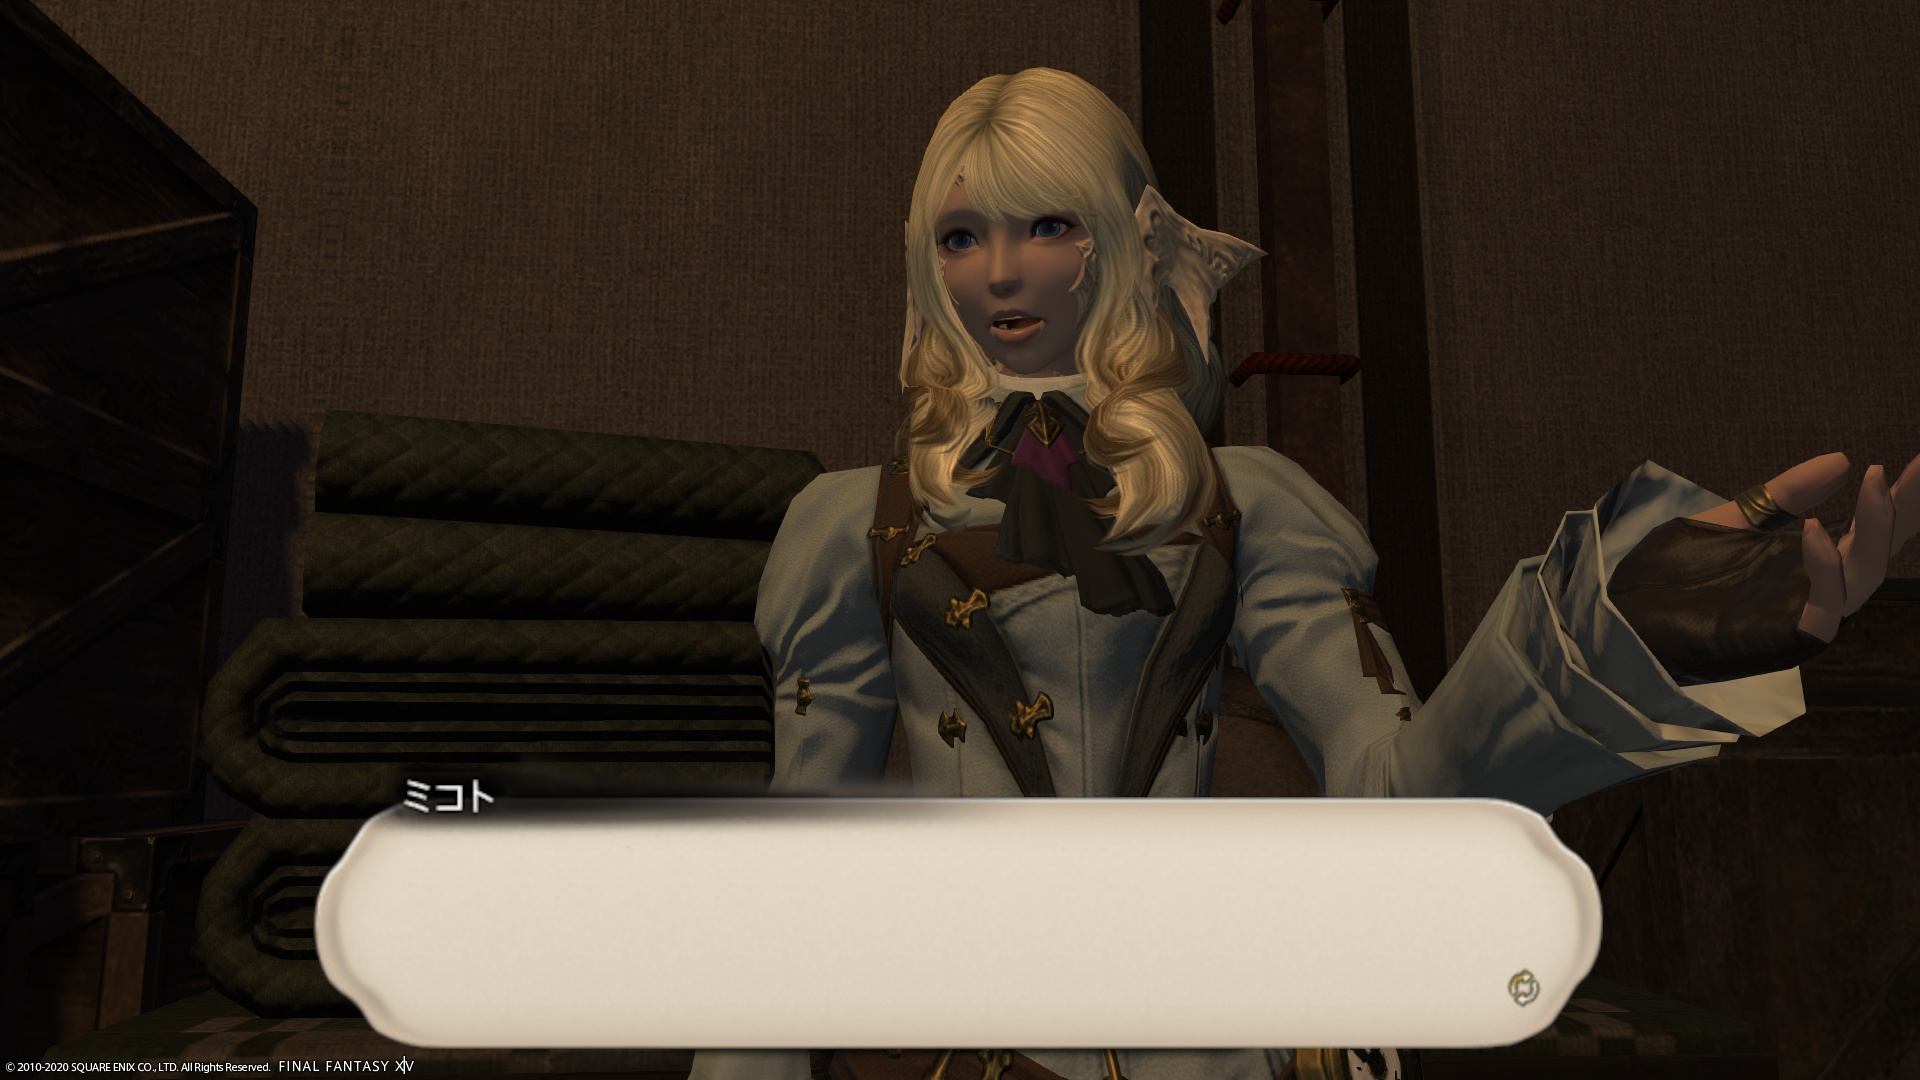 ミコト
© 2010-2020 SQUARE ENIX CO., LTD. All Rights Reserved. FINAL FANTASY XIV